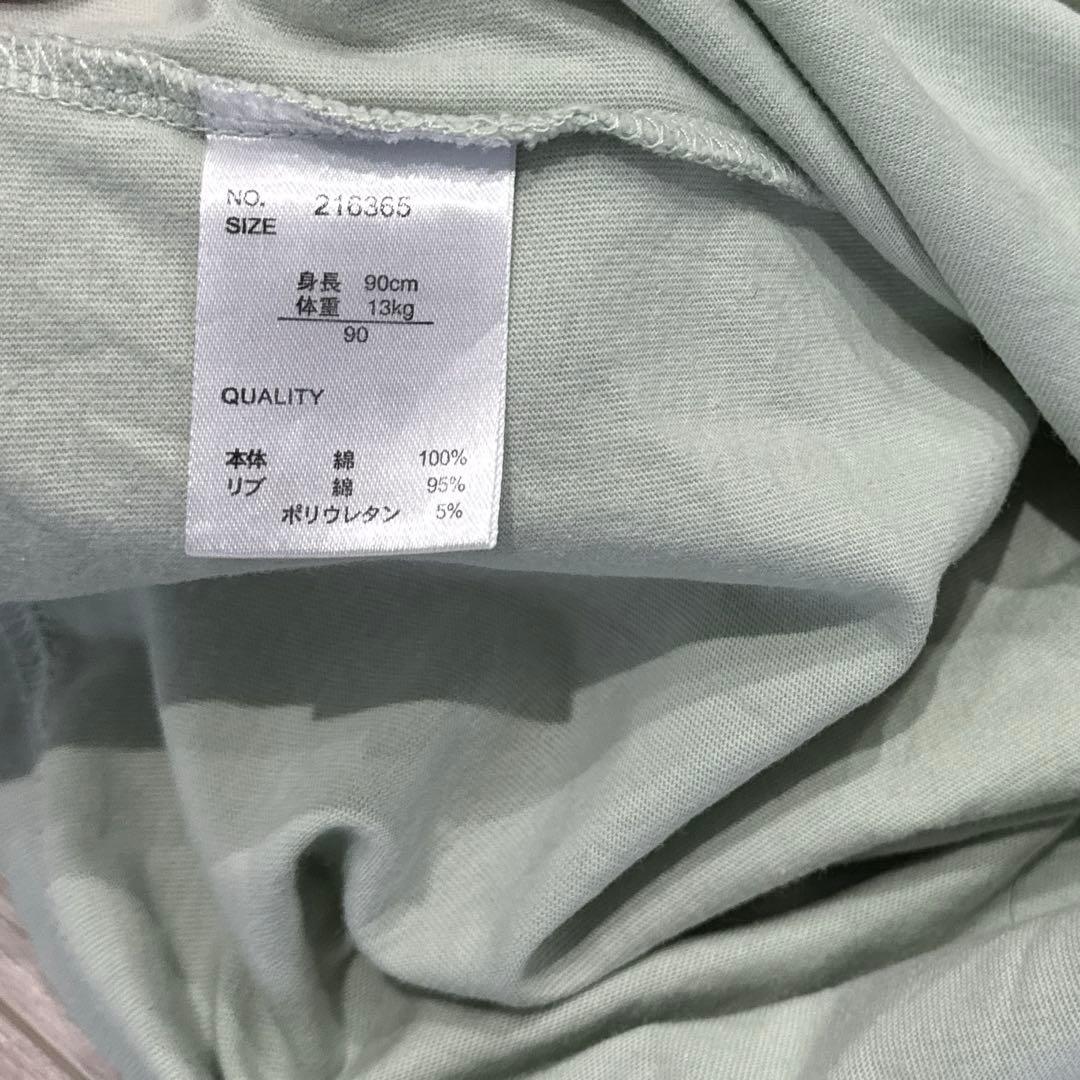 NO. 216365
SIZE
身長 90cm
体重 13kg
90
QUALITY
本体 綿 100%
リブ 綿 95%
ポリウレタン 5%